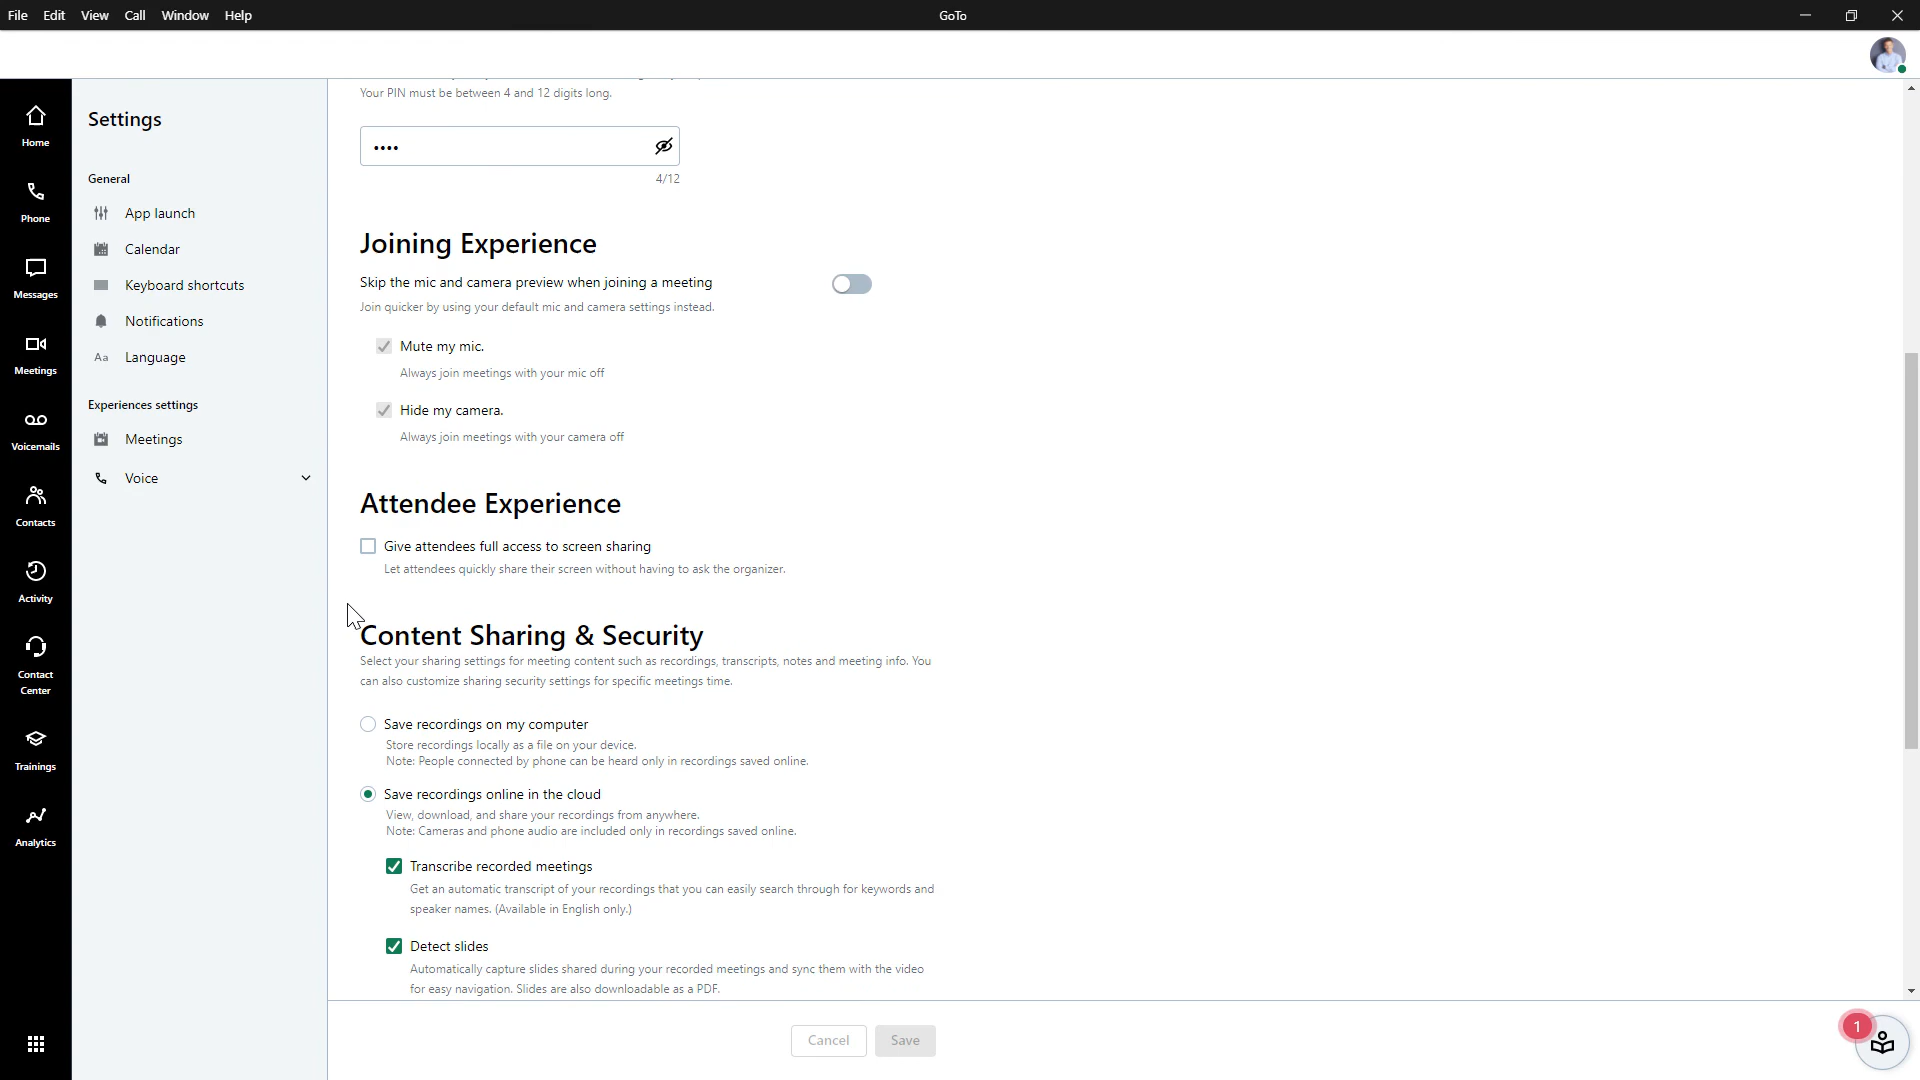 File Edit View Call Window Help
GoTo
Home
Phone
Messages
Meetings
Voicemails
Contacts
Activity
Contact
Center
Trainings
Analytics
Settings
General
App launch
Calendar
Keyboard shortcuts
Notifications
Aa Language
Experiences settings
Meetings
Voice
Your PIN must be between 4 and 12 digits long.
••••
4/12
Joining Experience
Skip the mic and camera preview when joining a meeting
Join quicker by using your default mic and camera settings instead.
Mute my mic.
Always join meetings with your mic off
Hide my camera.
Always join meetings with your camera off
Attendee Experience
Give attendees full access to screen sharing
Let attendees quickly share their screen without having to ask the organizer.
Content Sharing & Security
Select your sharing settings for meeting content such as recordings, transcripts, notes and meeting info. You
can also customize sharing security settings for specific meetings time.
Save recordings on my computer
Store recordings locally as a file on your device.
Note: People connected by phone can be heard only in recordings saved online.
Save recordings online in the cloud
View, download, and share your recordings from anywhere.
Note: Cameras and phone audio are included only in recordings saved online.
Transcribe recorded meetings
Get an automatic transcript of your recordings that you can easily search through for keywords and
speaker names. (Available in English only.)
Detect slides
Automatically capture slides shared during your recorded meetings and sync them with the video
for easy navigation. Slides are also downloadable as a PDF.
Cancel Save
1